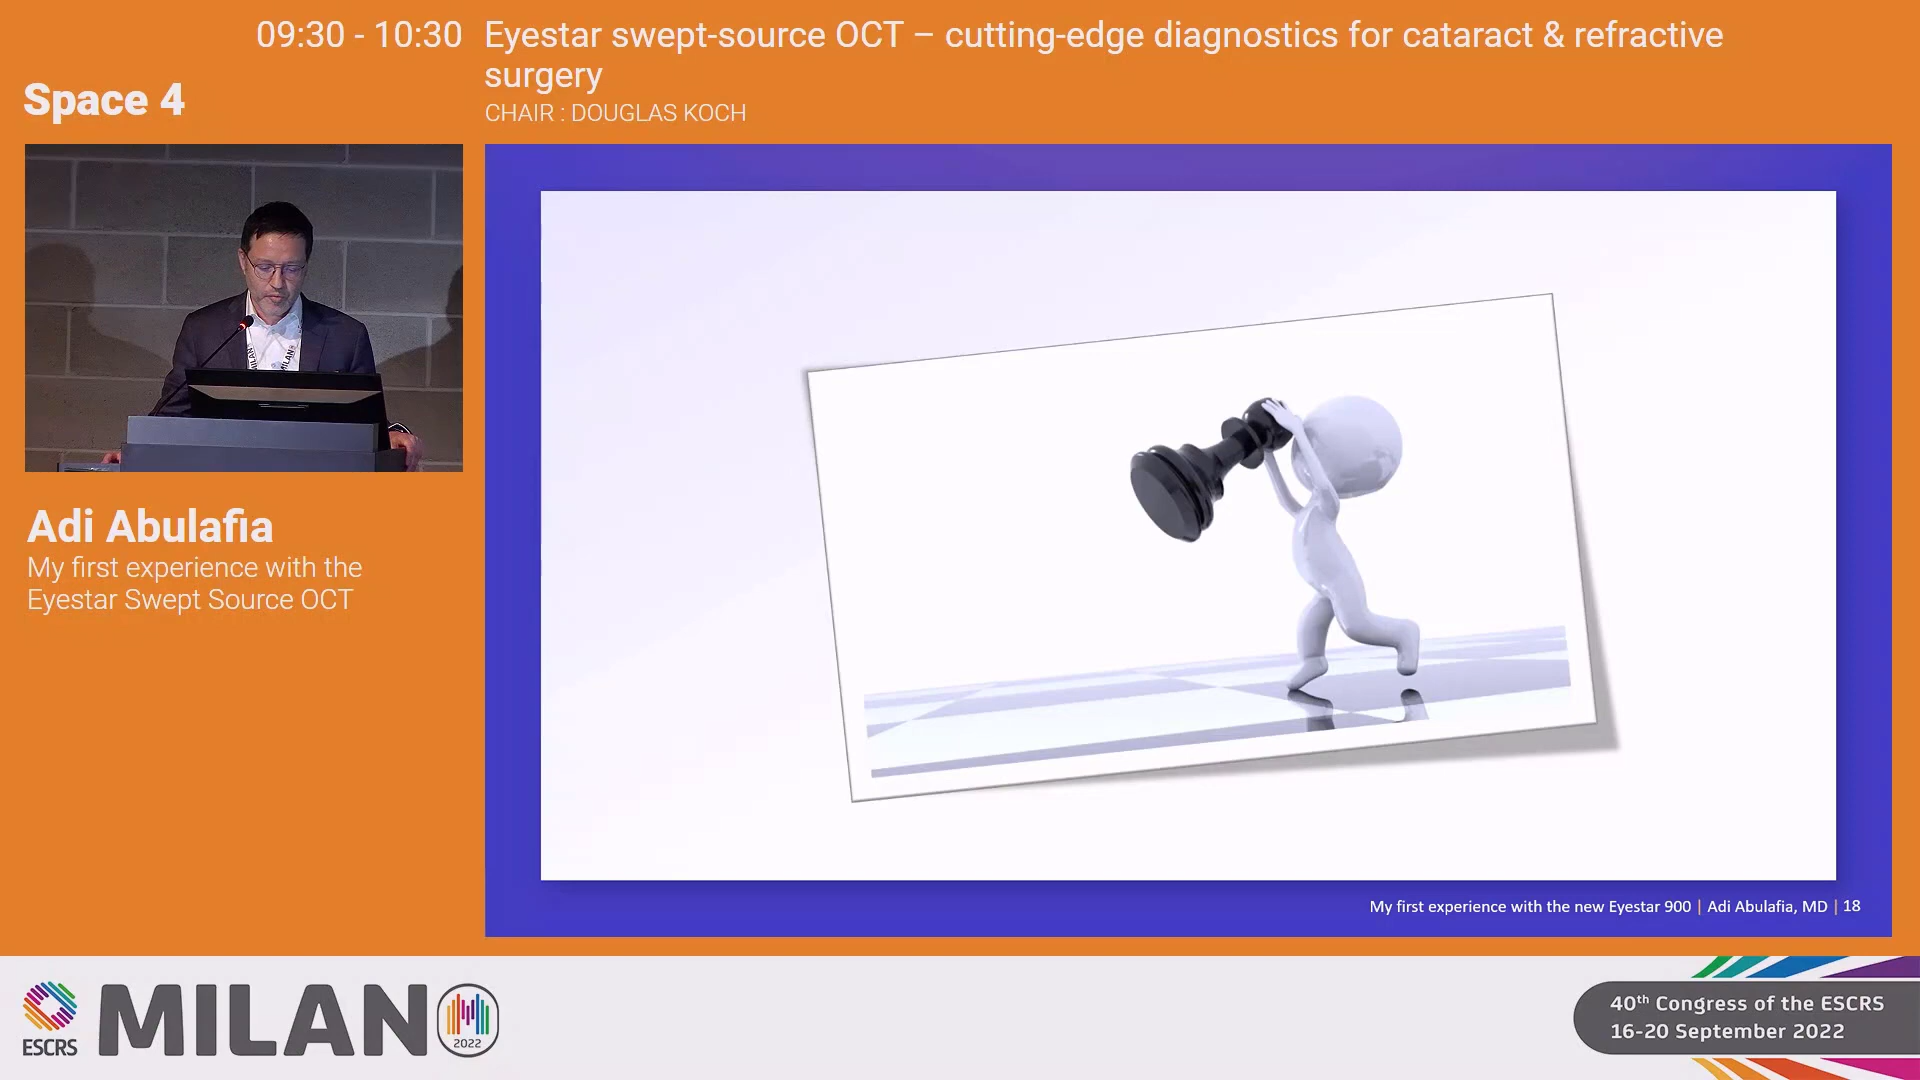 09:30 - 10:30
Eyestar swept-source OCT – cutting-edge diagnostics for cataract & refractive
surgery
CHAIR : DOUGLAS KOCH
Space 4
MILAN
Adi Abulafia
My first experience with the
Eyestar Swept Source OCT
My first experience with the new Eyestar 900 | Adi Abulafia, MD | 18
ESCRS
MILANO
2022
40th Congress of the ESCRS
16-20 September 2022